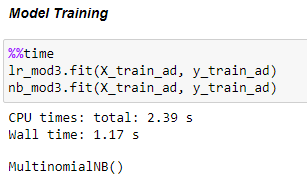 Model Training
%%time
lr_mod3.fit(X_train_ad, y_train_ad)
nb_mod3.fit(X_train_ad, y_train_ad)
CPU times: total: 2.39 s
Wall time: 1.17 s
MultinomialNB()